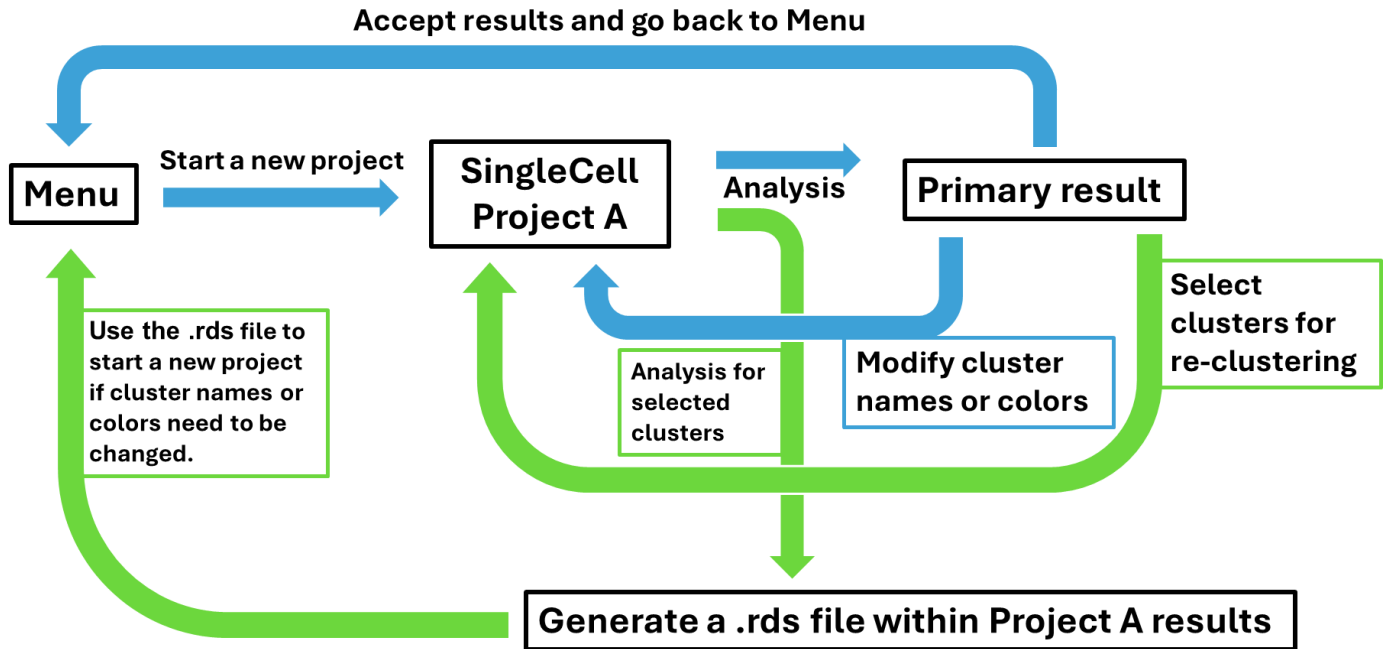 Accept results and go back to Menu
Menu
Start a new project
SingleCell
Project A
Analysis
Primary result
Use the .rds file to
start a new project
if cluster names or
colors need to be
changed.
Analysis for
selected
clusters
Modify cluster
names or colors
Select
clusters for
re-clustering
Generate a .rds file within Project A results